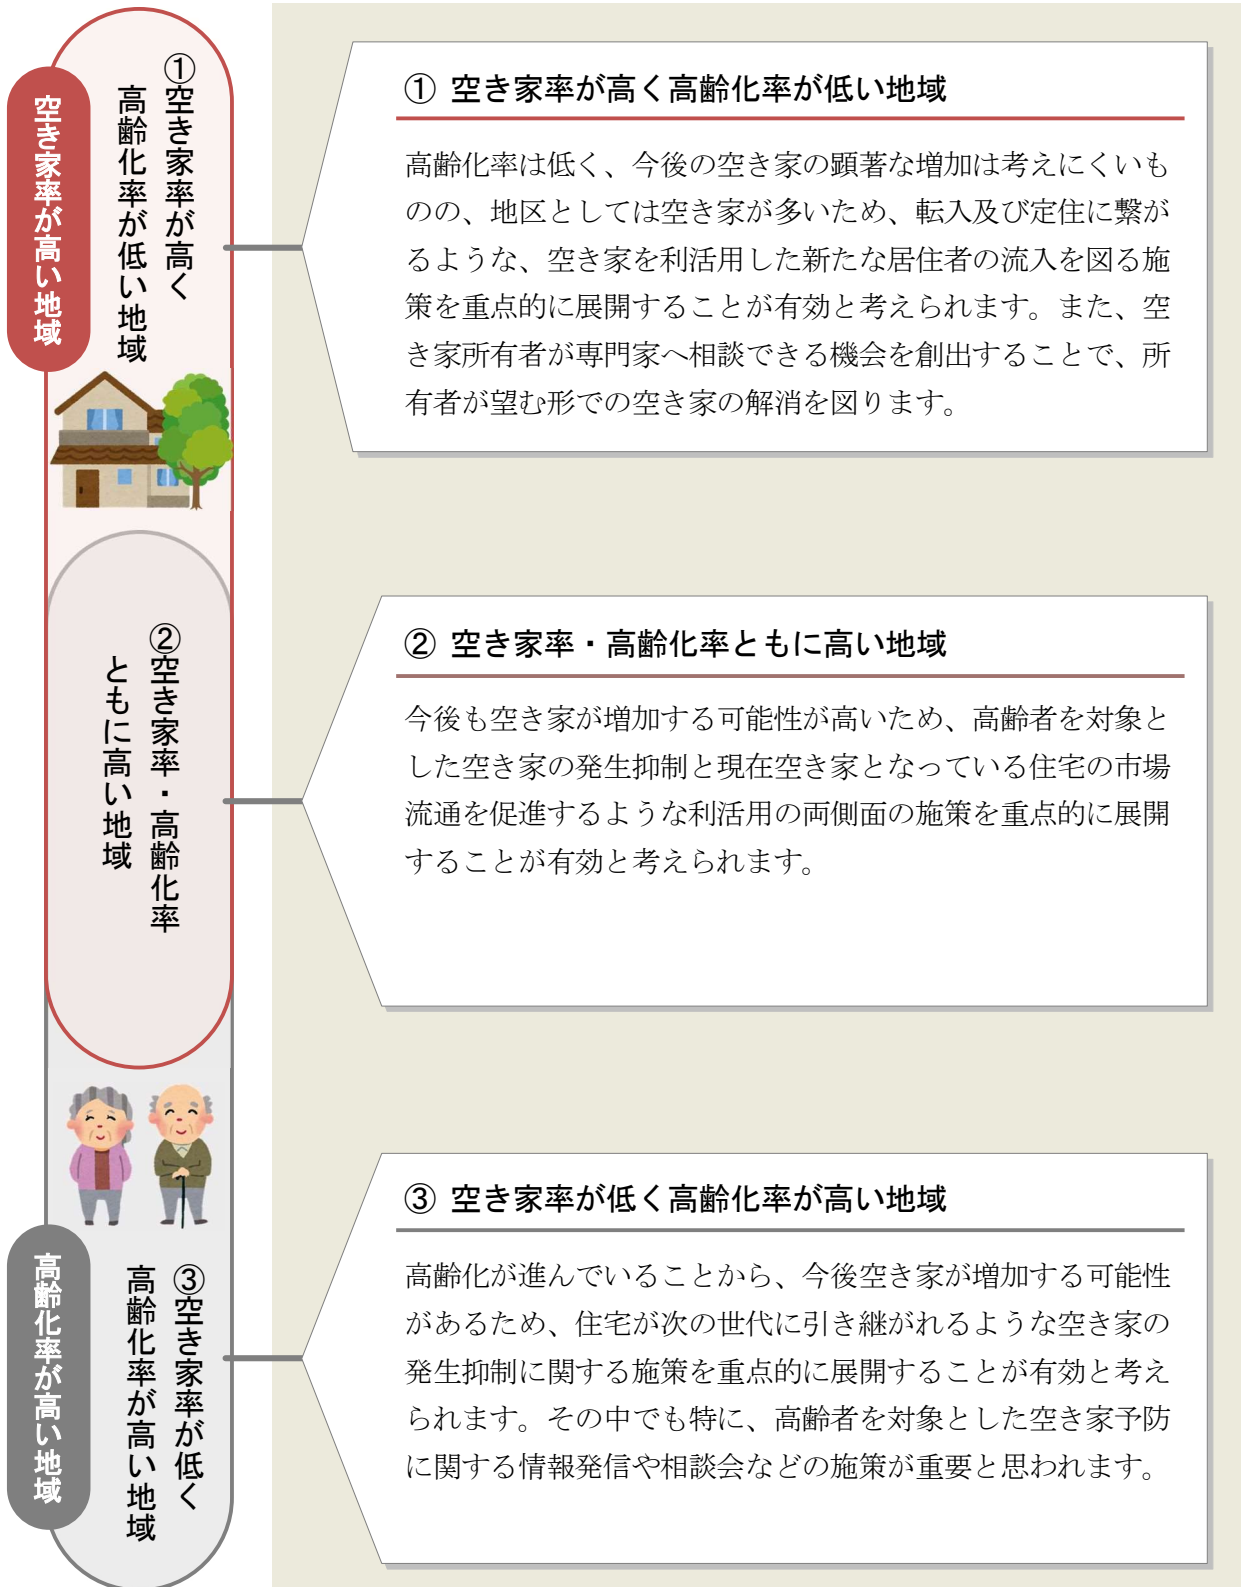 空き家率が高い地域
①空き家率が高く
高齢化率が低い地域
① 空き家率が高く高齢化率が低い地域
高齢化率は低く、今後の空き家の顕著な増加は考えにくいも
のの、地区としては空き家が多いため、転入及び定住に繋が
るような、空き家を利活用した新たな居住者の流入を図る施
策を重点的に展開することが有効と考えられます。また、空
き家所有者が専門家へ相談できる機会を創出することで、所
有者が望む形での空き家の解消を図ります。
②空き家率・高齢化率
ともに高い地域
② 空き家率・高齢化率ともに高い地域
今後も空き家が増加する可能性が高いため、高齢者を対象と
した空き家の発生抑制と現在空き家となっている住宅の市場
流通を促進するような利活用の両側面の施策を重点的に展開
することが有効と考えられます。
高齢化率が高い地域
③空き家率が低く
高齢化率が高い地域
③ 空き家率が低く高齢化率が高い地域
高齢化が進んでいることから、今後空き家が増加する可能性
があるため、住宅が次の世代に引き継がれるような空き家の
発生抑制に関する施策を重点的に展開することが有効と考え
られます。その中でも特に、高齢者を対象とした空き家予防
に関する情報発信や相談会などの施策が重要と思われます。